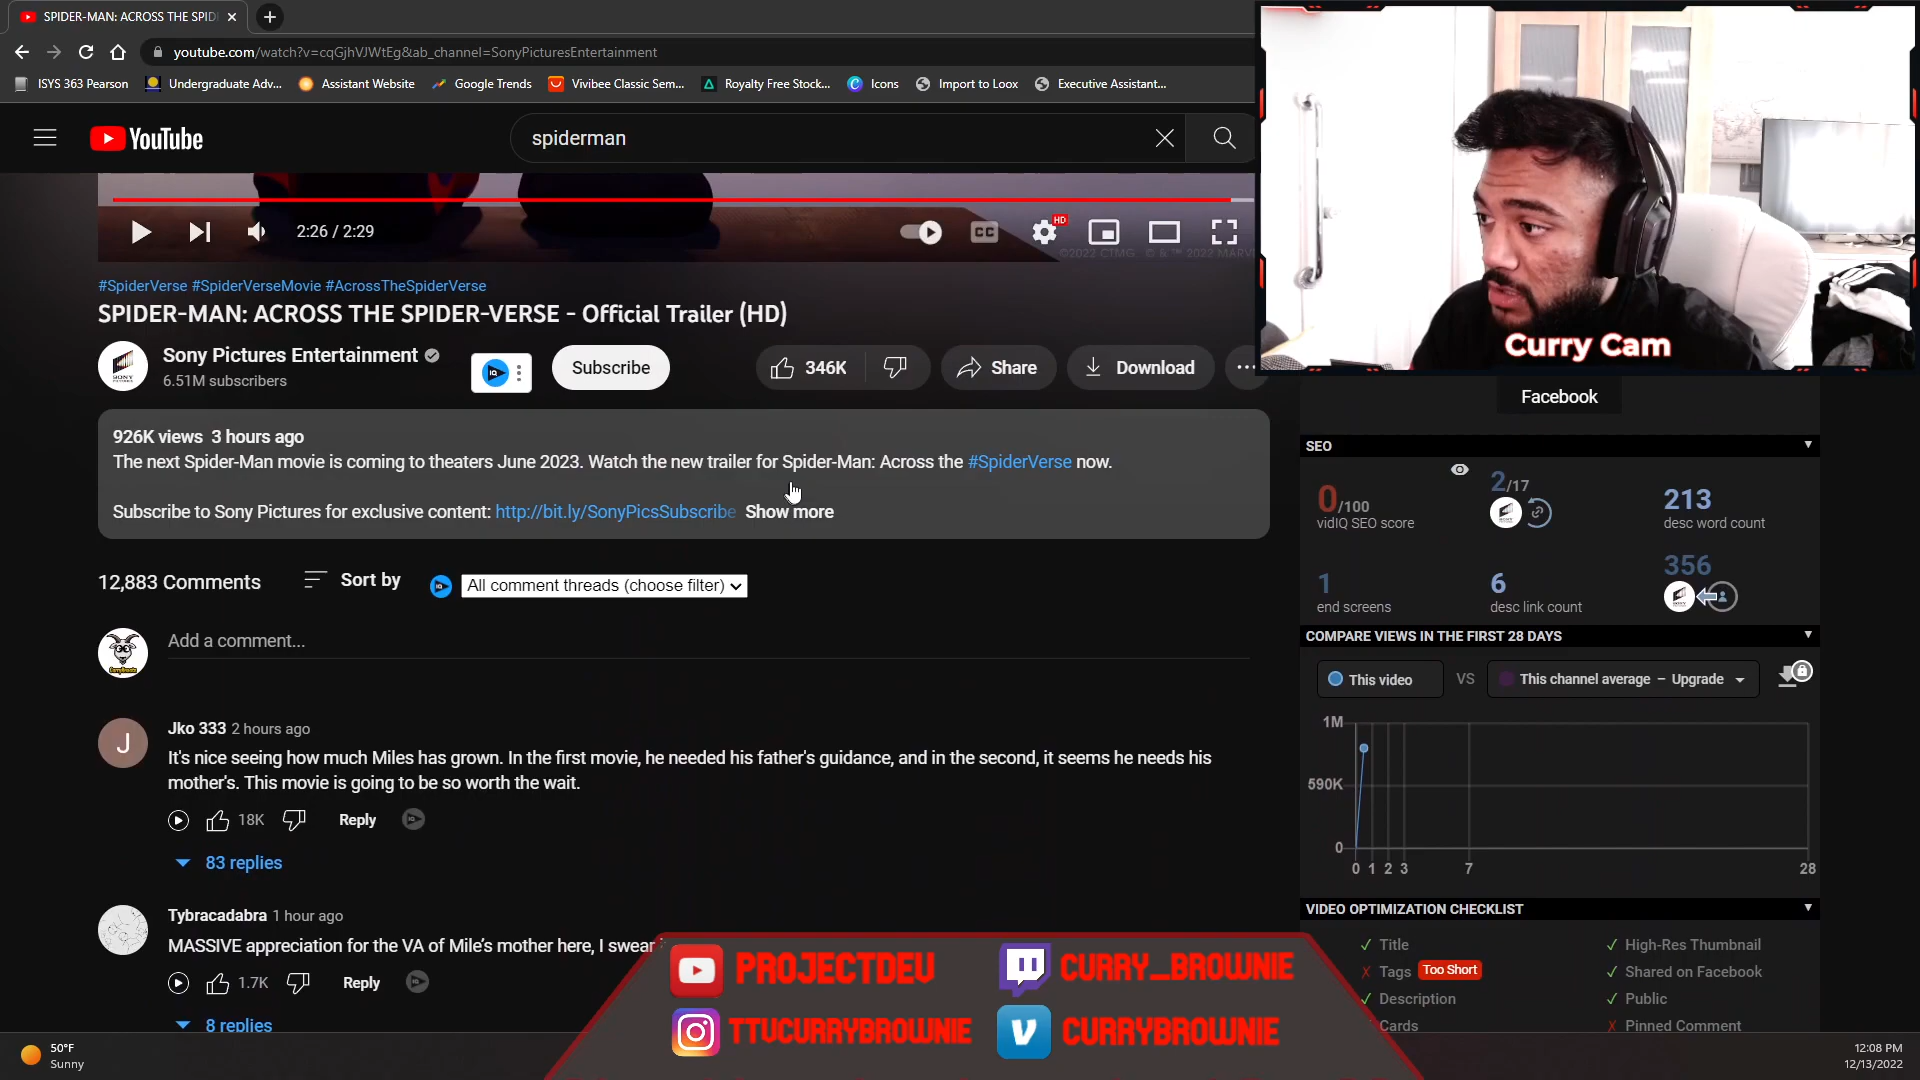 SPIDER-MAN: ACROSS THE SPID
youtube.com/watch?v=cqGjhVJWtEg&ab_channel=SonyPicturesEntertainment
ISYS 363 Pearson
Undergraduate Adv...
Assistant Website
Google Trends
Vivibee Classic Sem...
Royalty Free Stock...
Icons
Import to Loox
Executive Assistant...
YouTube
spiderman
2:26 / 2:29
CC
HD
#SpiderVerse #SpiderVerseMovie #AcrossTheSpiderVerse
SPIDER-MAN: ACROSS THE SPIDER-VERSE - Official Trailer (HD)
Sony Pictures Entertainment
6.51M subscribers
IQ
Subscribe
346K
Share
Download
Curry Cam
926K views 3 hours ago
The next Spider-Man movie is coming to theaters June 2023. Watch the new trailer for Spider-Man: Across the #SpiderVerse now.
Subscribe to Sony Pictures for exclusive content: http://bit.ly/SonyPicsSubscribe Show more
12,883 Comments
Sort by
All comment threads (choose filter)
Add a comment...
J
Jko 333 2 hours ago
It's nice seeing how much Miles has grown. In the first movie, he needed his father's guidance, and in the second, it seems he needs his
mother's. This movie is going to be so worth the wait.
18K
Reply
83 replies
Tybracadabra 1 hour ago
MASSIVE appreciation for the VA of Mile's mother here, I swear
1.7K
Reply
8 replies
Facebook
SEO
0/100
vidIQ SEO score
2/17
213
desc word count
1
end screens
6
desc link count
356
COMPARE VIEWS IN THE FIRST 28 DAYS
This video
VS
This channel average – Upgrade
1M
590K
0
0 1 2 3 7 28
VIDEO OPTIMIZATION CHECKLIST
Title
High-Res Thumbnail
Tags Too Short
Shared on Facebook
Description
Public
Cards
Pinned Comment
PROJECTDEV
CURRY_BROWNIE
TTVCURRYBROWNIE
CURRYBROWNIE
50°F
Sunny
12:08 PM
12/13/2022